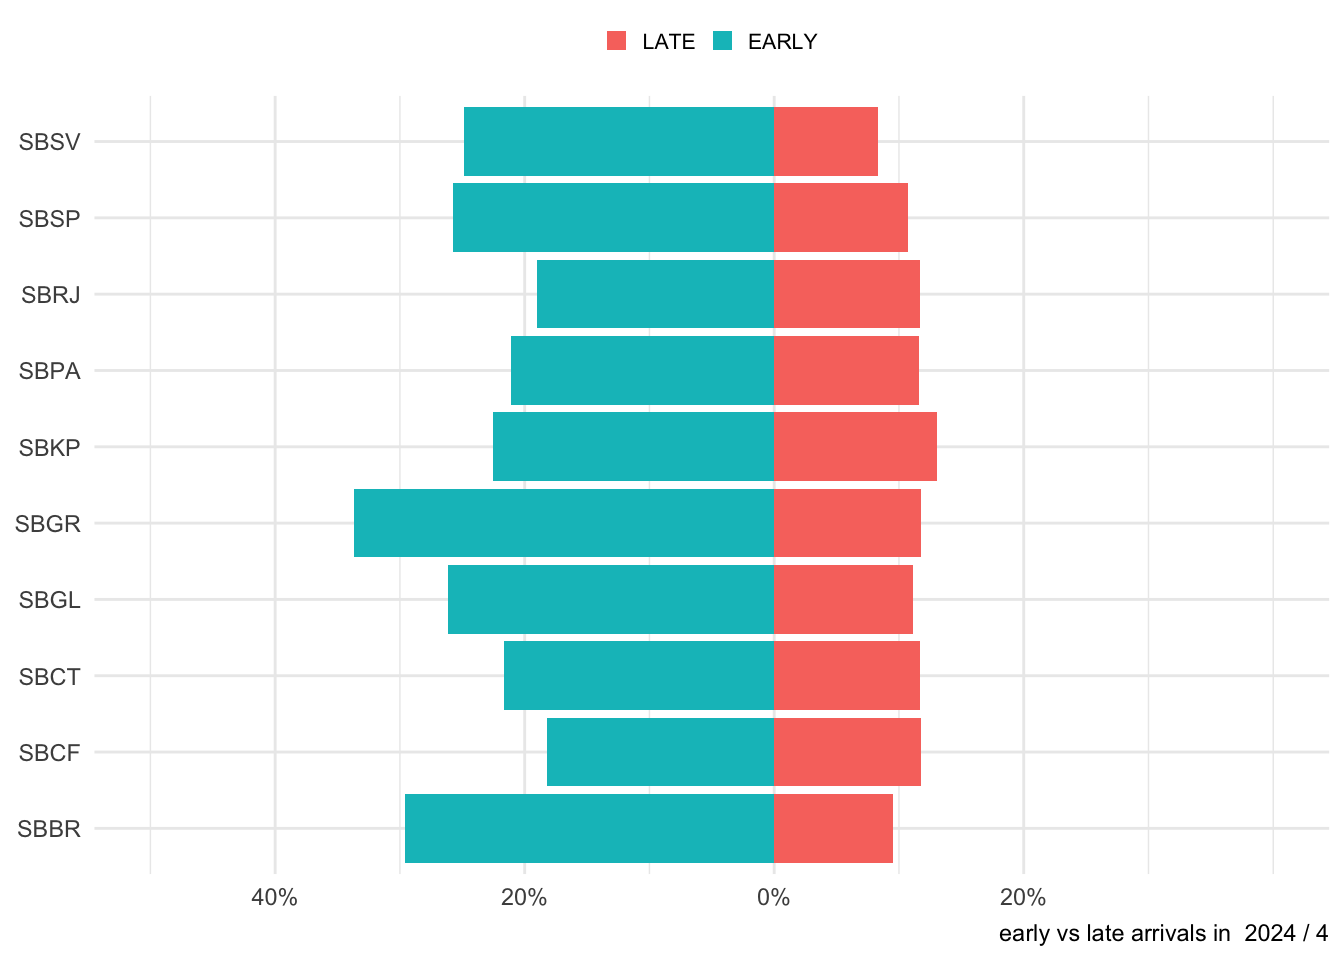 LATE EARLY
SBSV
SBSP
SBRJ
SBPA
SBKP
SBGR
SBGL
SBCT
SBCF
SBBR
40% 20% 0% 20%
early vs late arrivals in  2024 / 4